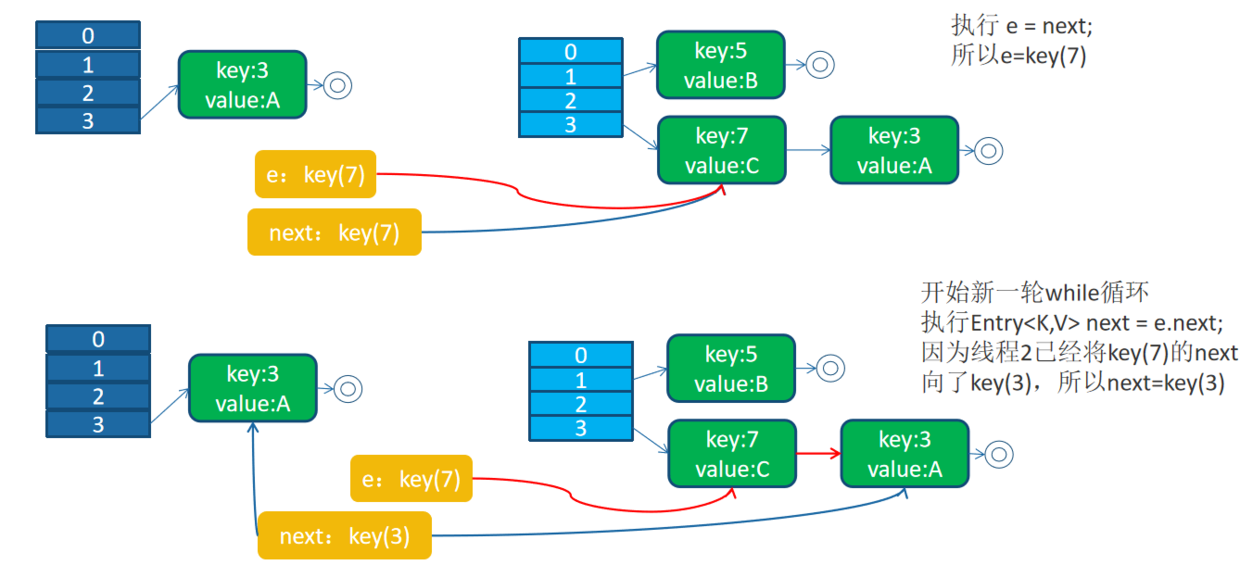 执行 e = next;
所以e=key(7)
0
1
2
3
key:3
value:A
0
1
2
3
key:5
value:B
key:7
value:C
key:3
value:A
e：key(7)
next：key(7)
开始新一轮while循环
执行Entry<K,V> next = e.next;
因为线程2已经将key(7)的next
向了key(3)，所以next=key(3)
0
1
2
3
key:3
value:A
0
1
2
3
key:5
value:B
key:7
value:C
key:3
value:A
e：key(7)
next：key(3)